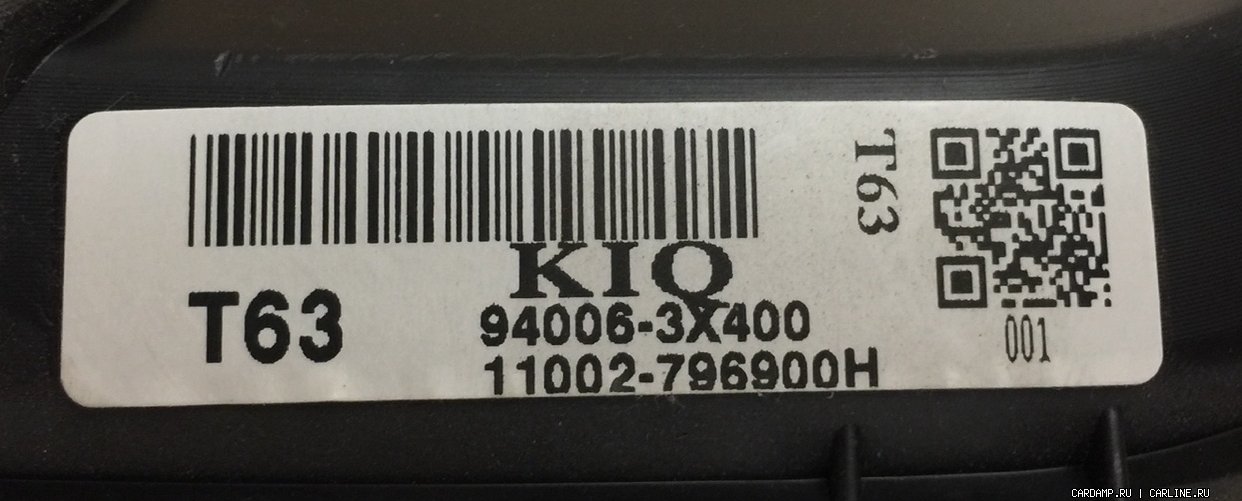 T63
KIQ
T63
94006-3X400
11002-796900H
001
CARDAMP.RU | CARLINE.RU